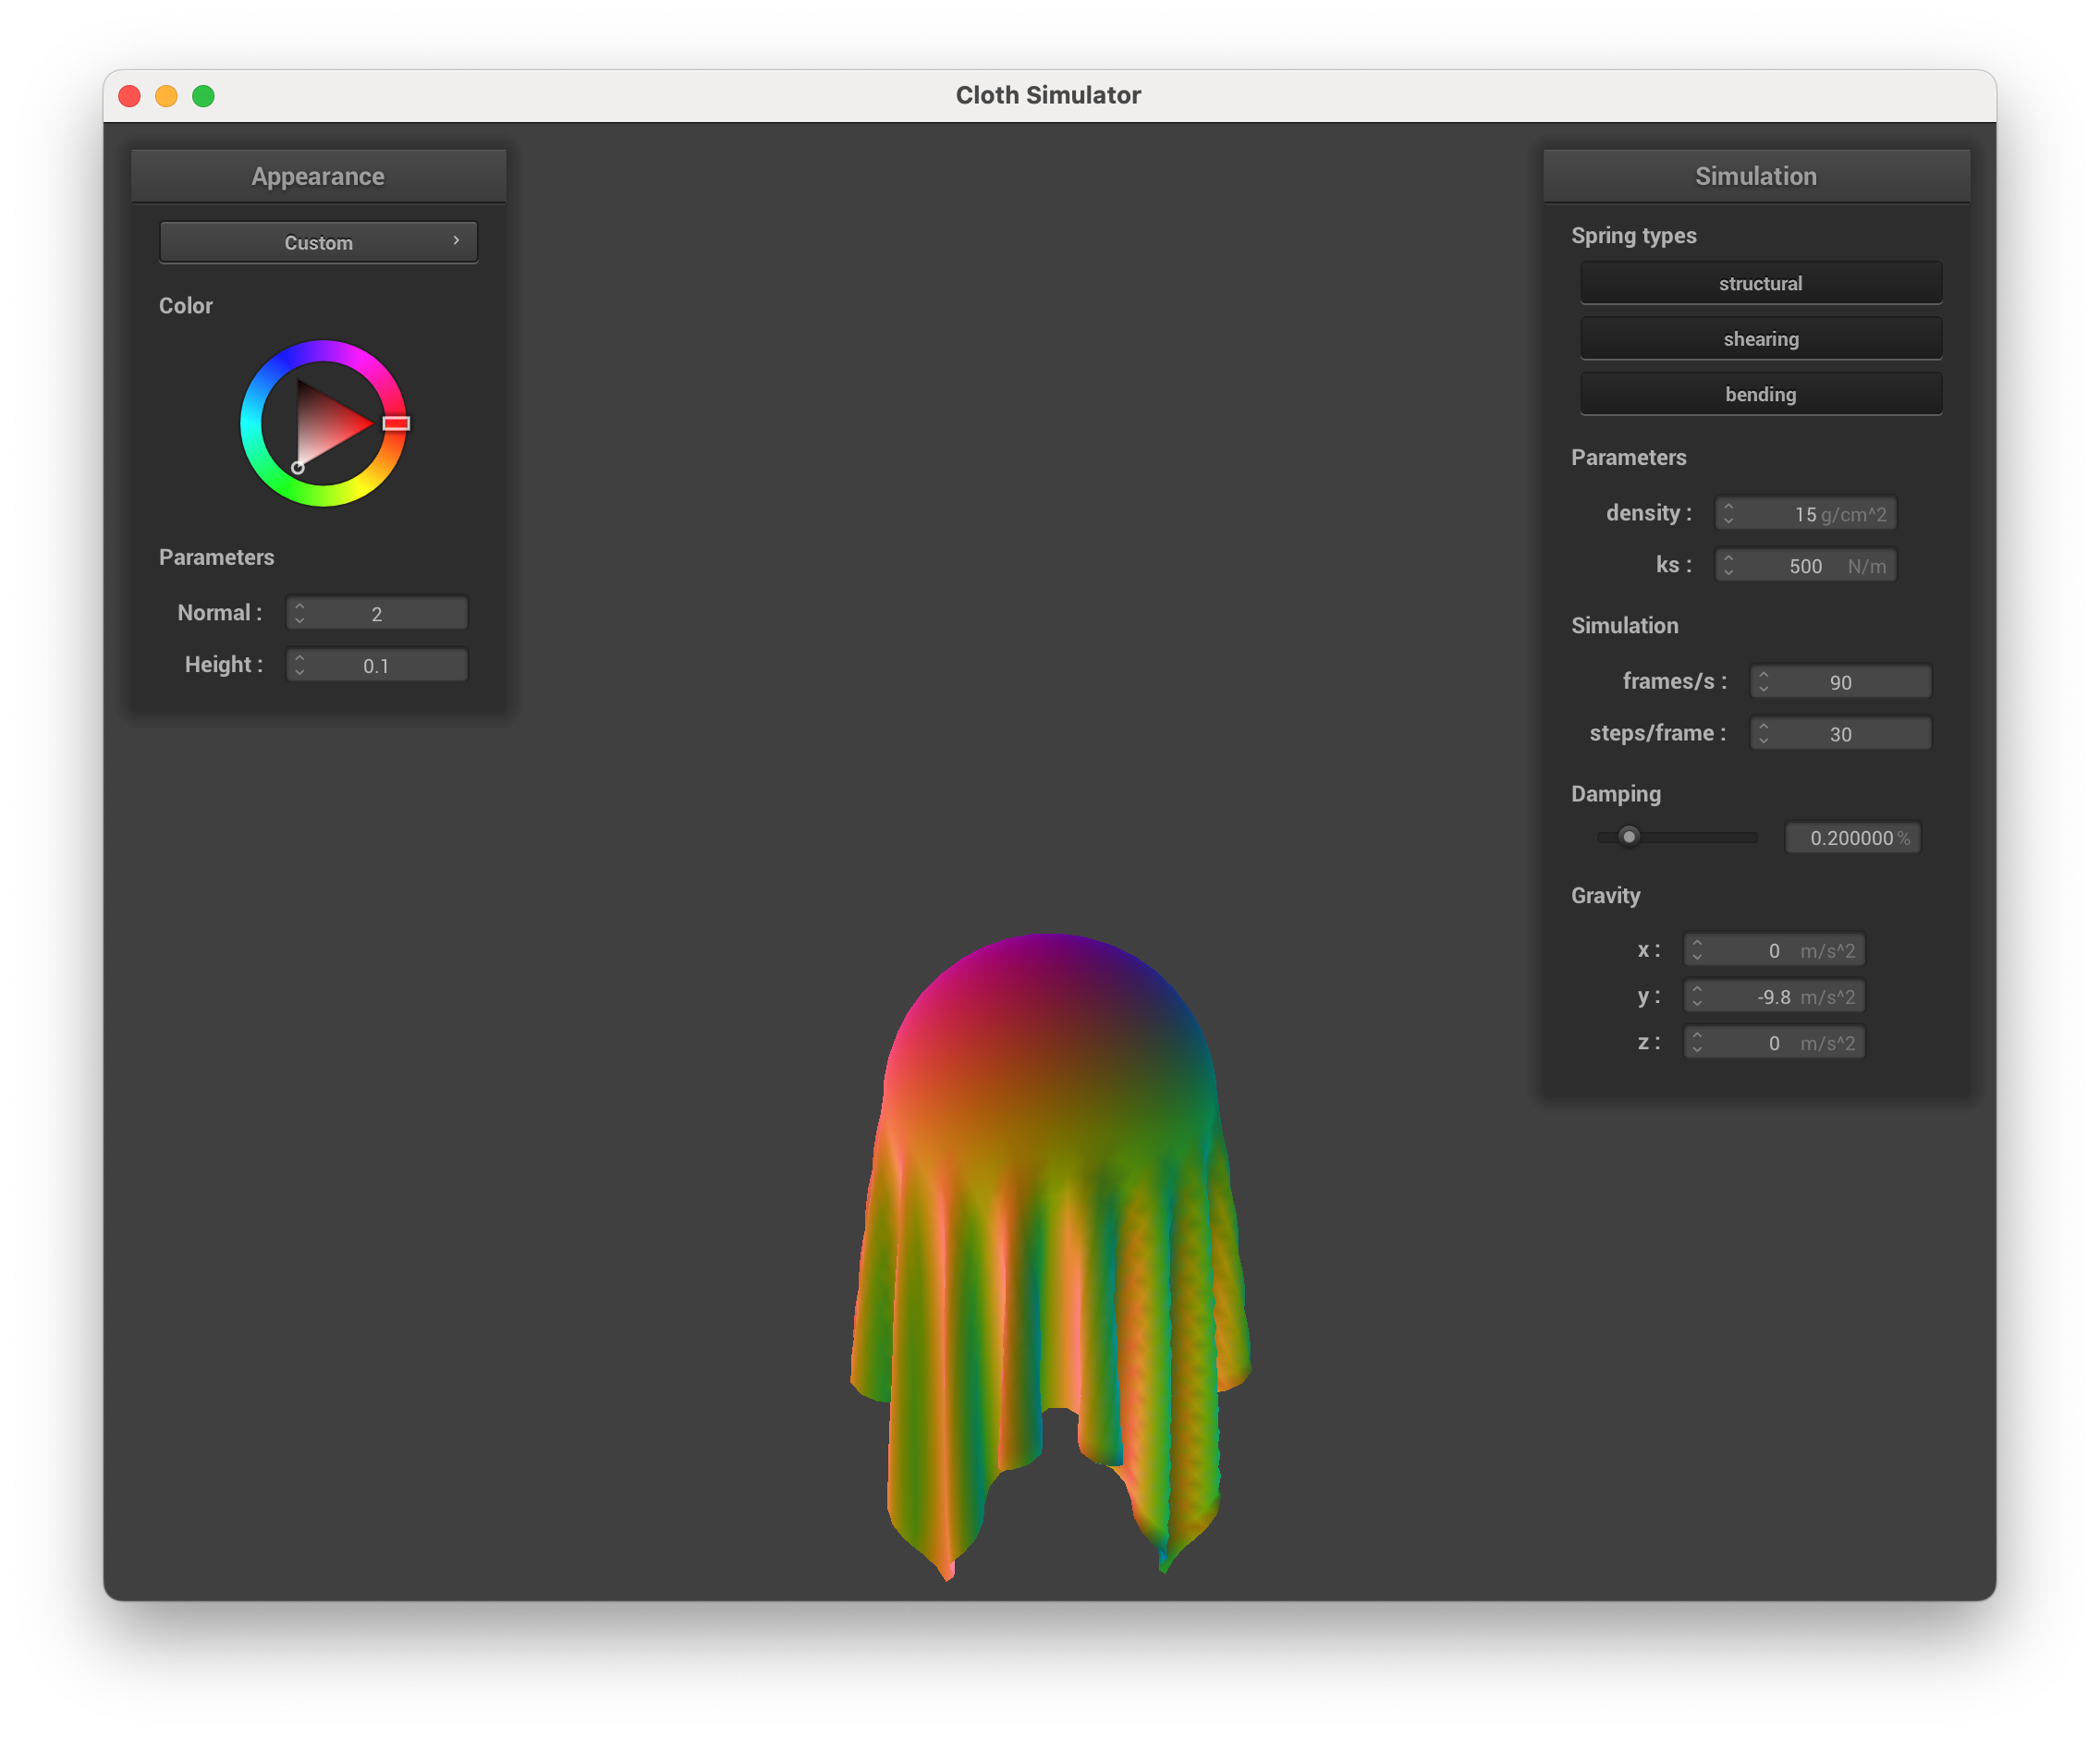 Cloth Simulator
Appearance
Custom
Color
Parameters
Normal : 2
Height : 0.1
Simulation
Spring types
structural
shearing
bending
Parameters
density : 15 g/cm^2
ks : 500 N/m
Simulation
frames/s : 90
steps/frame : 30
Damping
0.200000 %
Gravity
x : 0 m/s^2
y : -9.8 m/s^2
z : 0 m/s^2